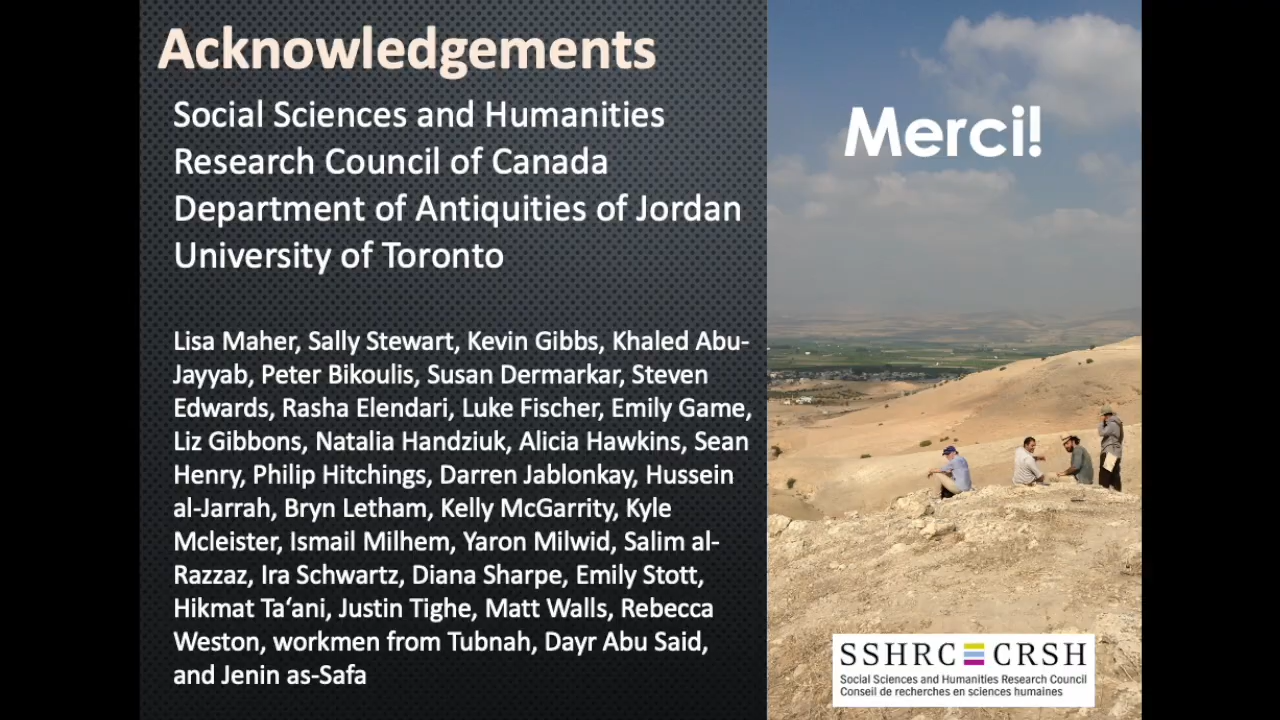 Acknowledgements
Social Sciences and Humanities
Research Council of Canada
Department of Antiquities of Jordan
University of Toronto
Lisa Maher, Sally Stewart, Kevin Gibbs, Khaled Abu-
Jayyab, Peter Bikoulis, Susan Dermarkar, Steven
Edwards, Rasha Elendari, Luke Fischer, Emily Game,
Liz Gibbons, Natalia Handziuk, Alicia Hawkins, Sean
Henry, Philip Hitchings, Darren Jablonkay, Hussein
al-Jarrah, Bryn Letham, Kelly McGarrity, Kyle
Mcleister, Ismail Milhem, Yaron Milwid, Salim al-
Razzaz, Ira Schwartz, Diana Sharpe, Emily Stott,
Hikmat Ta‘ani, Justin Tighe, Matt Walls, Rebecca
Weston, workmen from Tubnah, Dayr Abu Said,
and Jenin as-Safa
Merci!
SSHRC CRSH
Social Sciences and Humanities Research Council
Conseil de recherches en sciences humaines